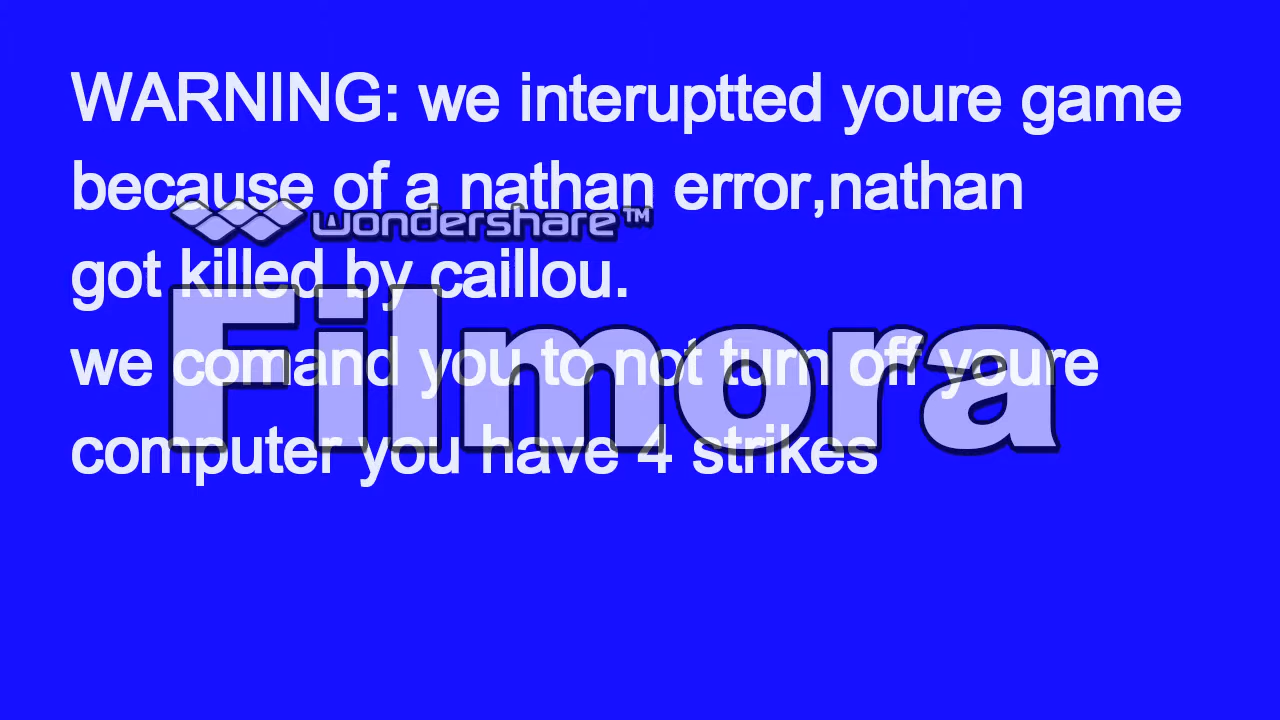 WARNING: we interuptted youre game
because of a nathan error,nathan
wondershare™
got killed by caillou.
Filmora
we comand you to not turn off youre
computer you have 4 strikes